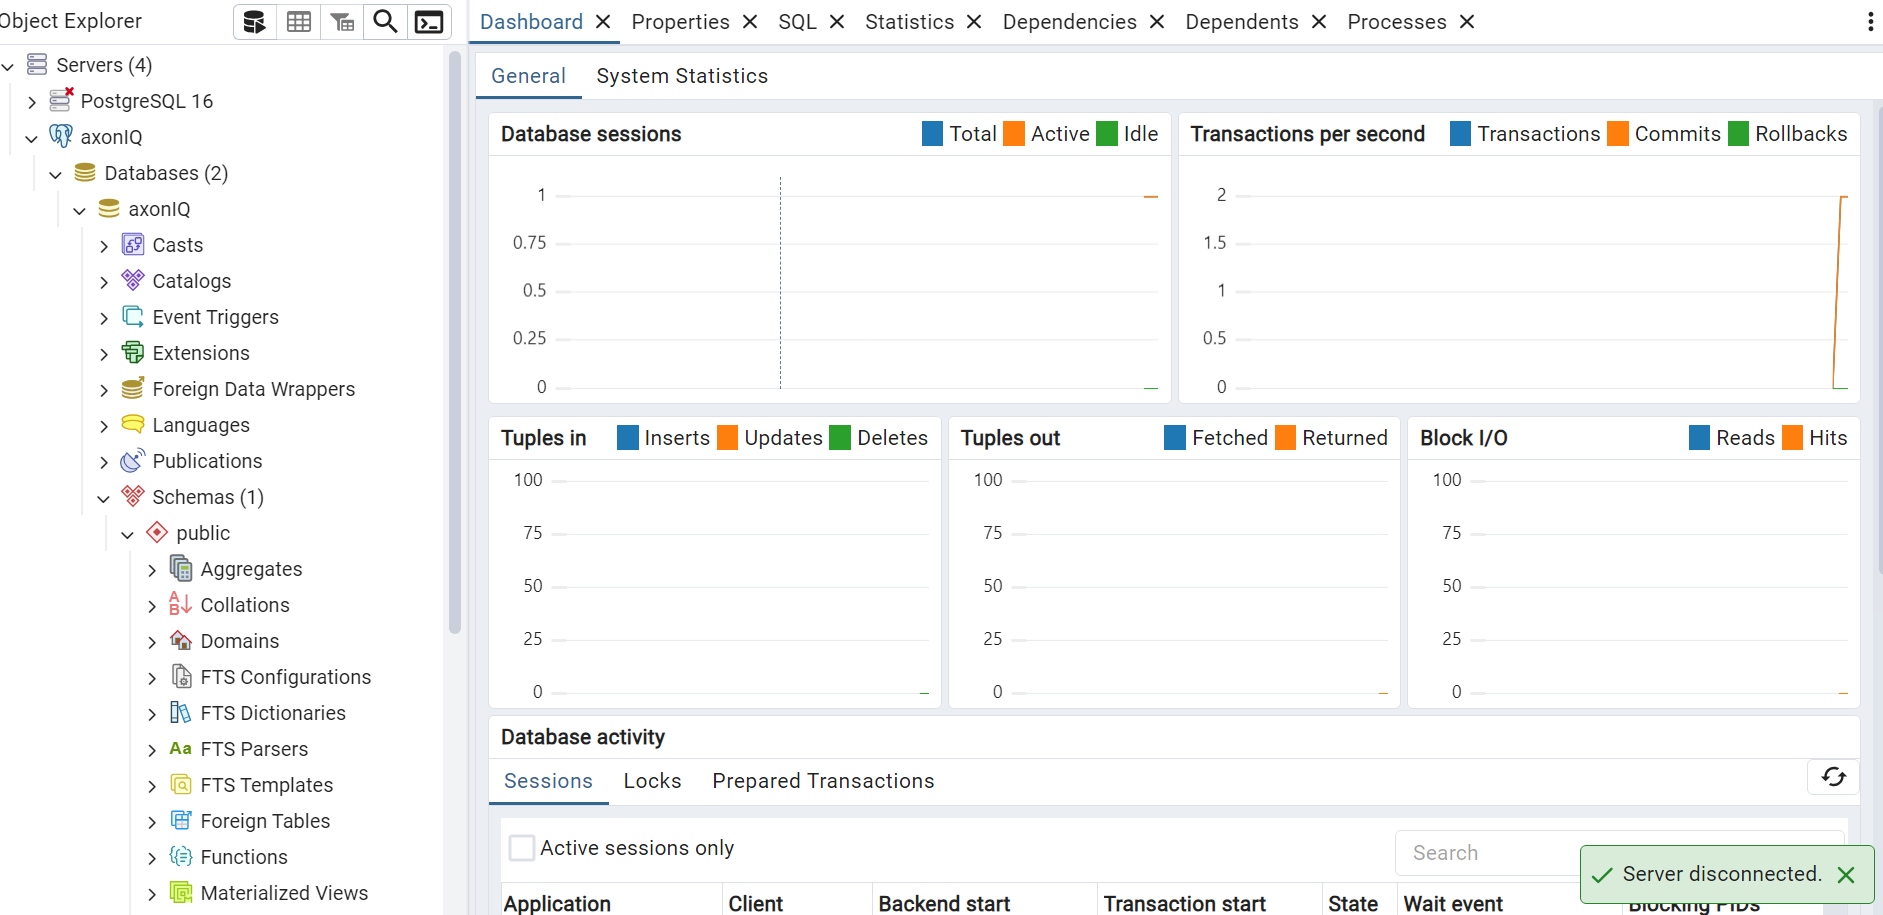 Object Explorer
Servers (4)
PostgreSQL 16
axonIQ
Databases (2)
axonIQ
Casts
Catalogs
Event Triggers
Extensions
Foreign Data Wrappers
Languages
Publications
Schemas (1)
public
Aggregates
Collations
Domains
FTS Configurations
FTS Dictionaries
Aa FTS Parsers
FTS Templates
Foreign Tables
Functions
Materialized Views
Dashboard Properties SQL Statistics Dependencies Dependents Processes
General System Statistics
Database sessions Total Active Idle
1
0.75
0.5
0.25
0
Transactions per second Transactions Commits Rollbacks
2
1.5
1
0.5
0
Tuples in Inserts Updates Deletes
100
75
50
25
0
Tuples out Fetched Returned
100
75
50
25
0
Block I/O Reads Hits
100
75
50
25
0
Database activity
Sessions Locks Prepared Transactions
Active sessions only Search
Server disconnected.
Application Client Backend start Transaction start State Wait event Blocking PIDs